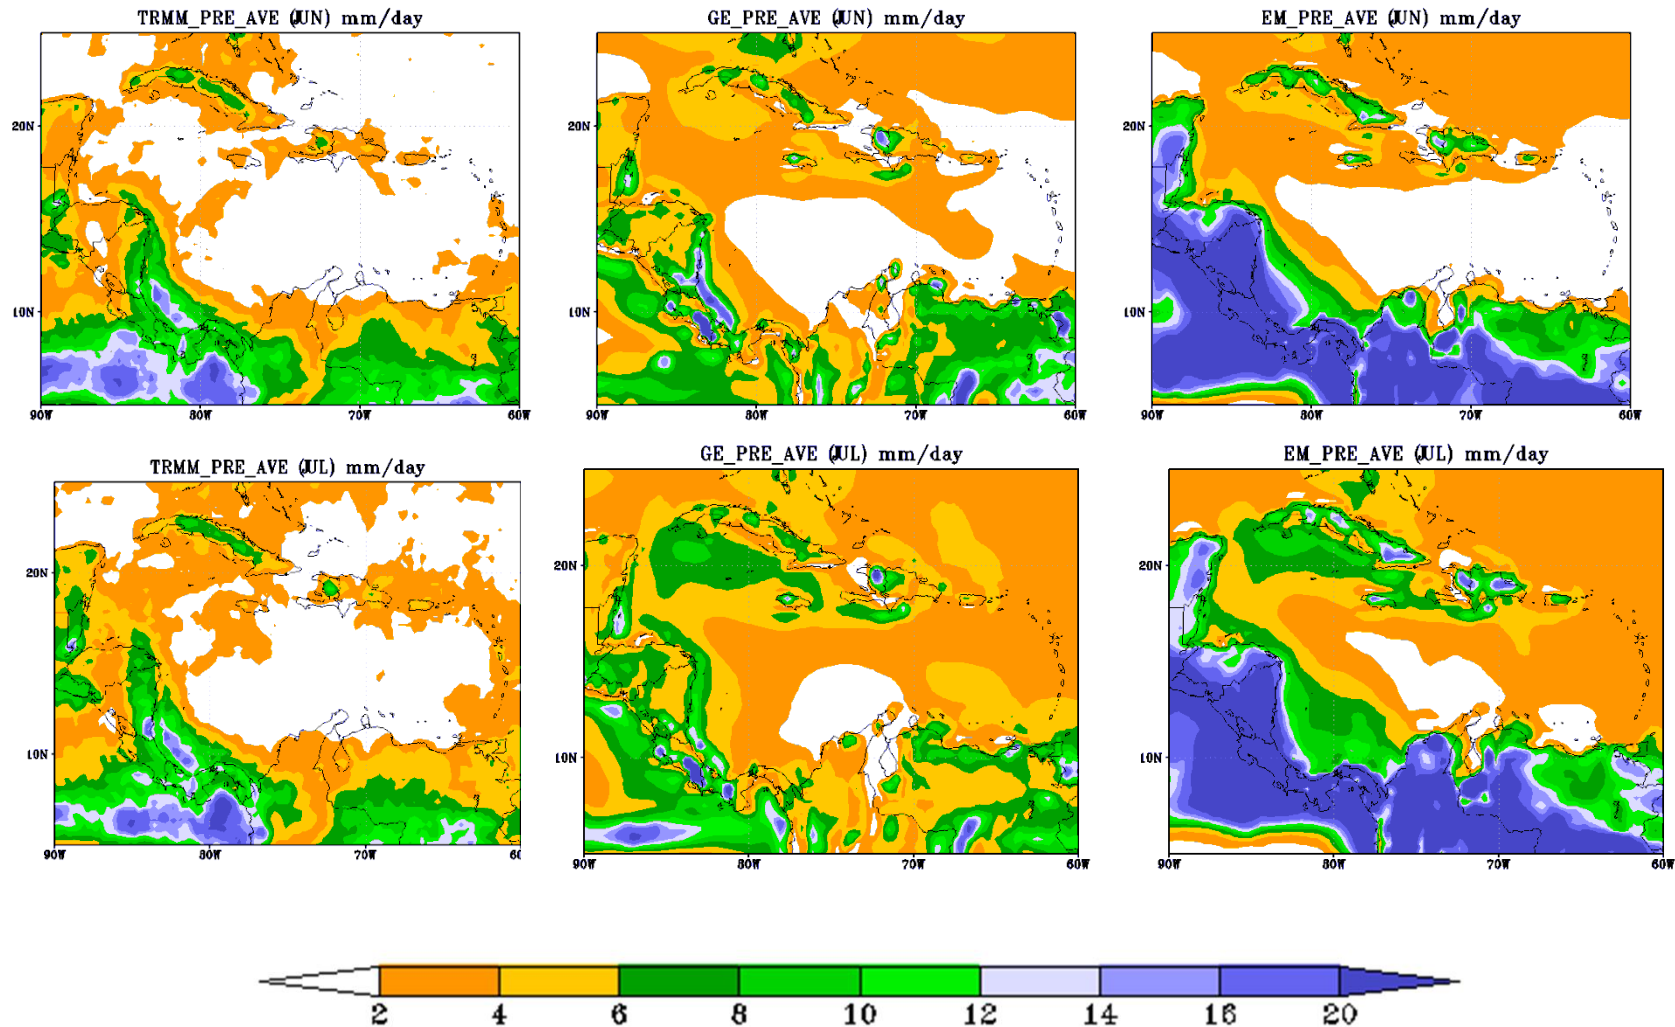 TRMM_PRE_AVE (JUN) mm/day
GE_PRE_AVE (JUN) mm/day
EM_PRE_AVE (JUN) mm/day
20N
10N
90W 80W 70W 60W
20N
10N
90W 80W 70W 60W
20N
10N
90W 80W 70W 60W
TRMM_PRE_AVE (JUL) mm/day
GE_PRE_AVE (JUL) mm/day
EM_PRE_AVE (JUL) mm/day
20N
10N
90W 80W 70W 60
20N
10N
90W 80W 70W 60W
20N
10N
90W 80W 70W 60W
2 4 6 8 10 12 14 16 20